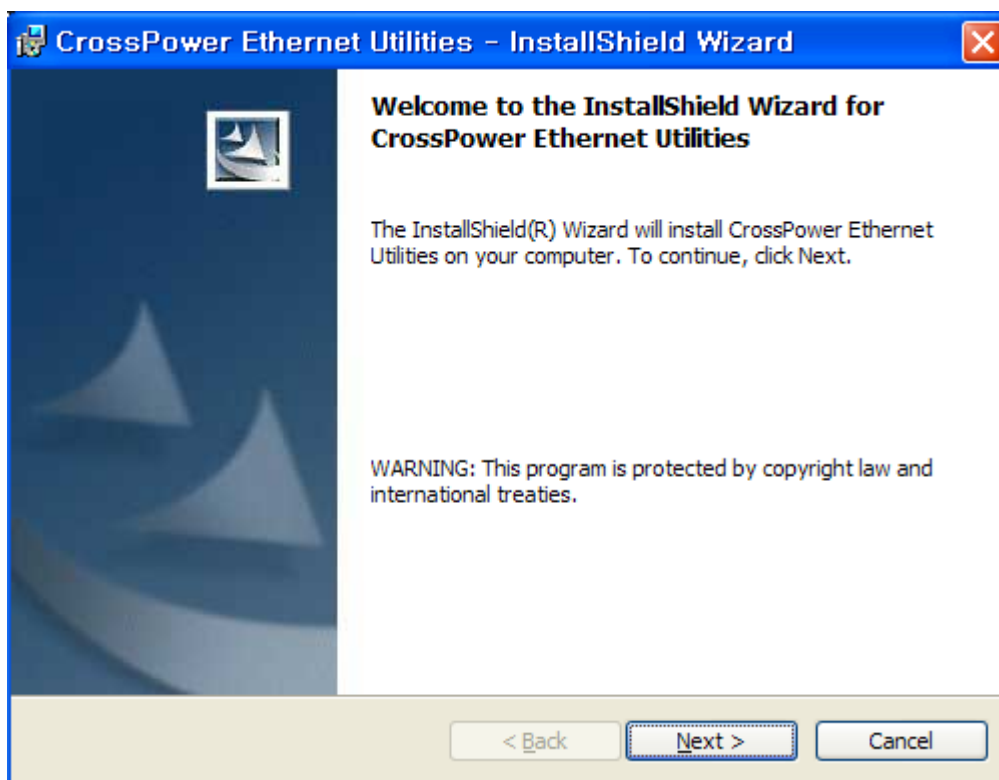 CrossPower Ethernet Utilities - InstallShield Wizard
Welcome to the InstallShield Wizard for
CrossPower Ethernet Utilities
The InstallShield(R) Wizard will install CrossPower Ethernet
Utilities on your computer. To continue, click Next.
WARNING: This program is protected by copyright law and
international treaties.
< Back
Next >
Cancel